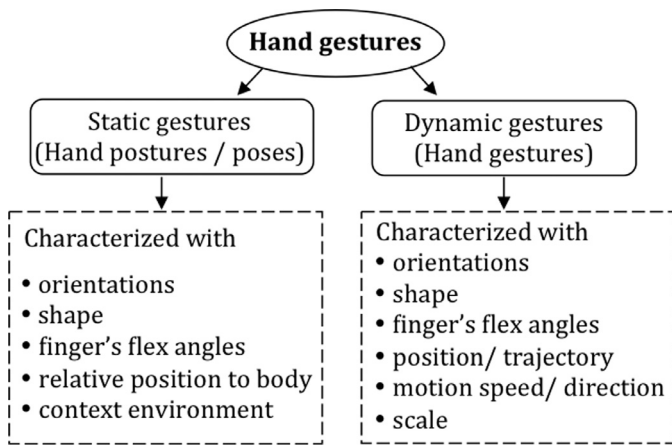 Hand gestures
Static gestures
(Hand postures / poses)
Dynamic gestures
(Hand gestures)
Characterized with
• orientations
• shape
• finger's flex angles
• relative position to body
• context environment
Characterized with
• orientations
• shape
• finger's flex angles
• position/ trajectory
• motion speed/ direction
• scale